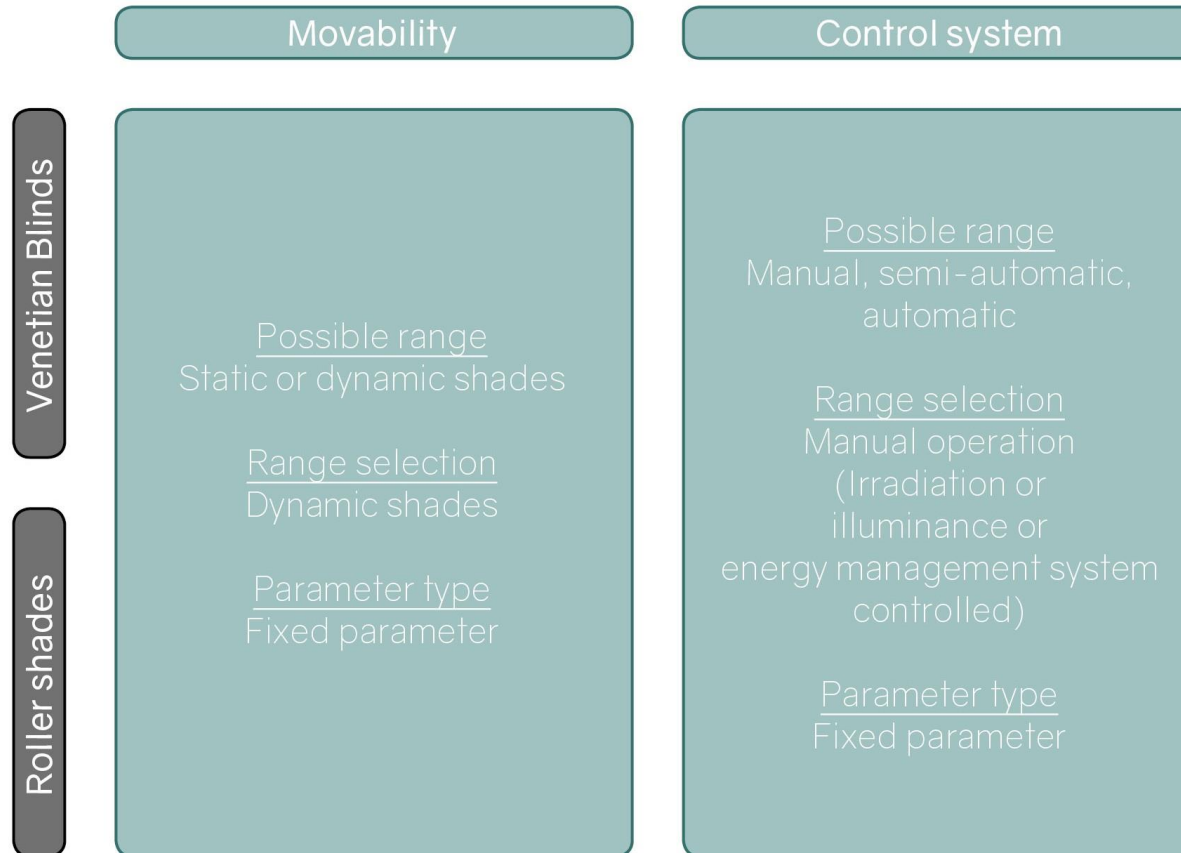 Movability
Control system
Venetian Blinds
Roller shades
Possible range
Static or dynamic shades
Range selection
Dynamic shades
Parameter type
Fixed parameter
Possible range
Manual, semi-automatic,
automatic
Range selection
Manual operation
(Irradiation or
illuminance or
energy management system
controlled)
Parameter type
Fixed parameter